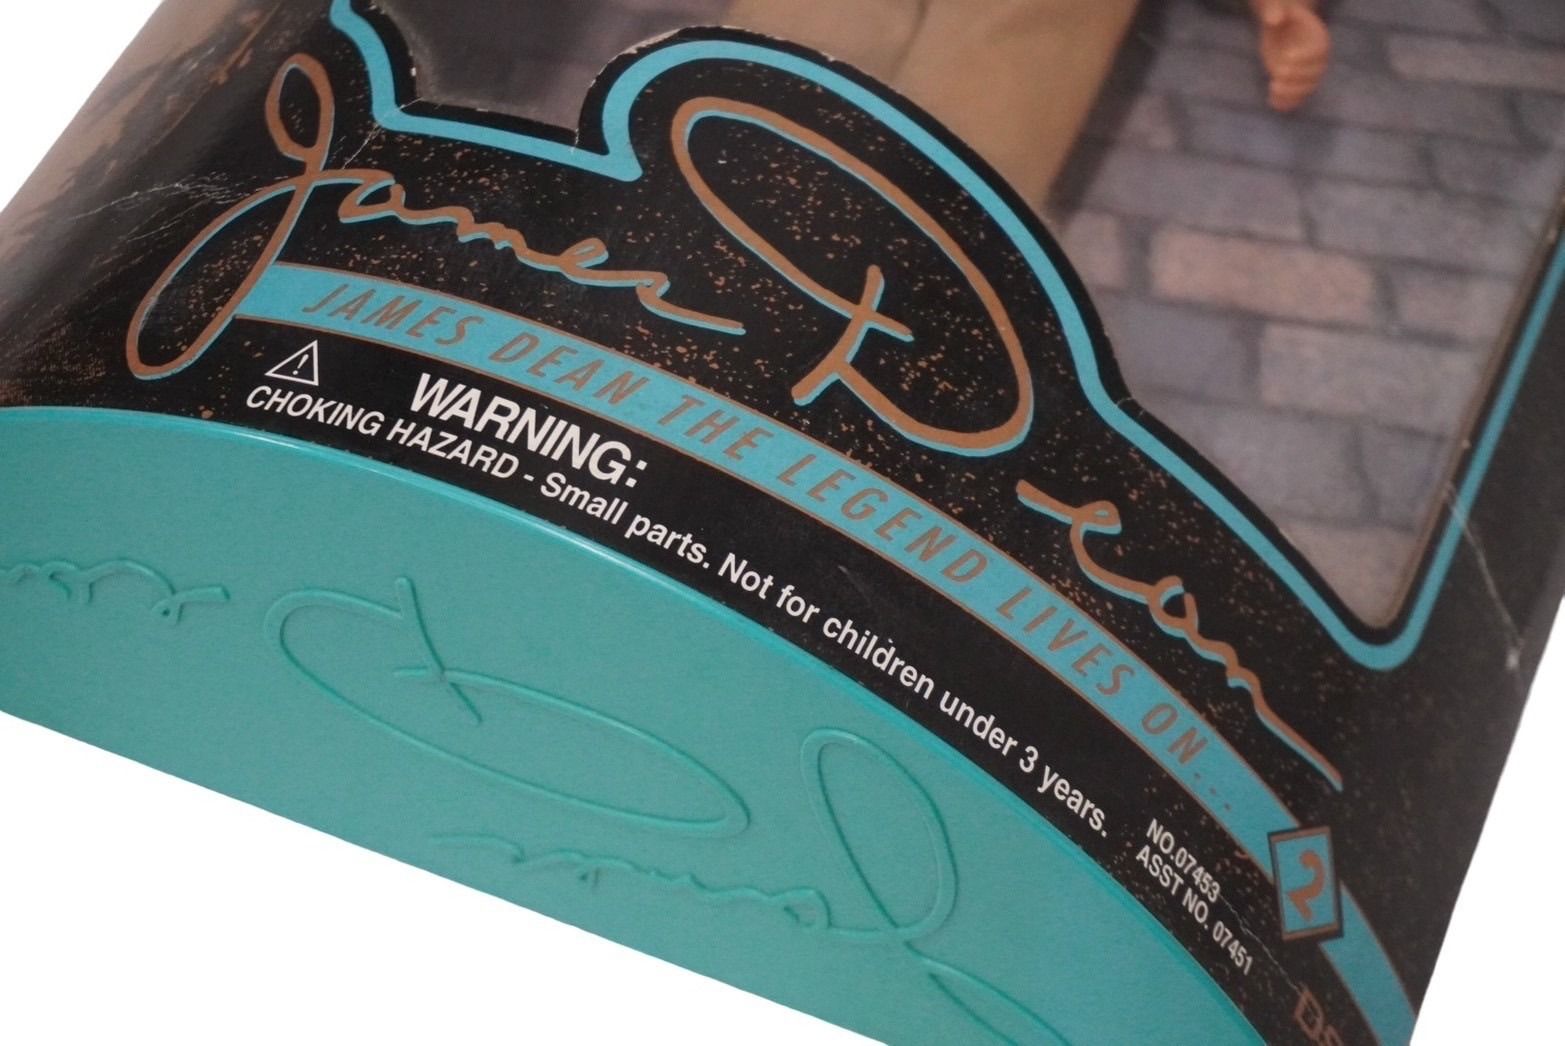 James Dean
JAMES DEAN THE LEGEND LIVES ON...
WARNING:
CHOKING HAZARD - Small parts. Not for children under 3 years.
NO.07453
ASST NO. 07451
2
James D